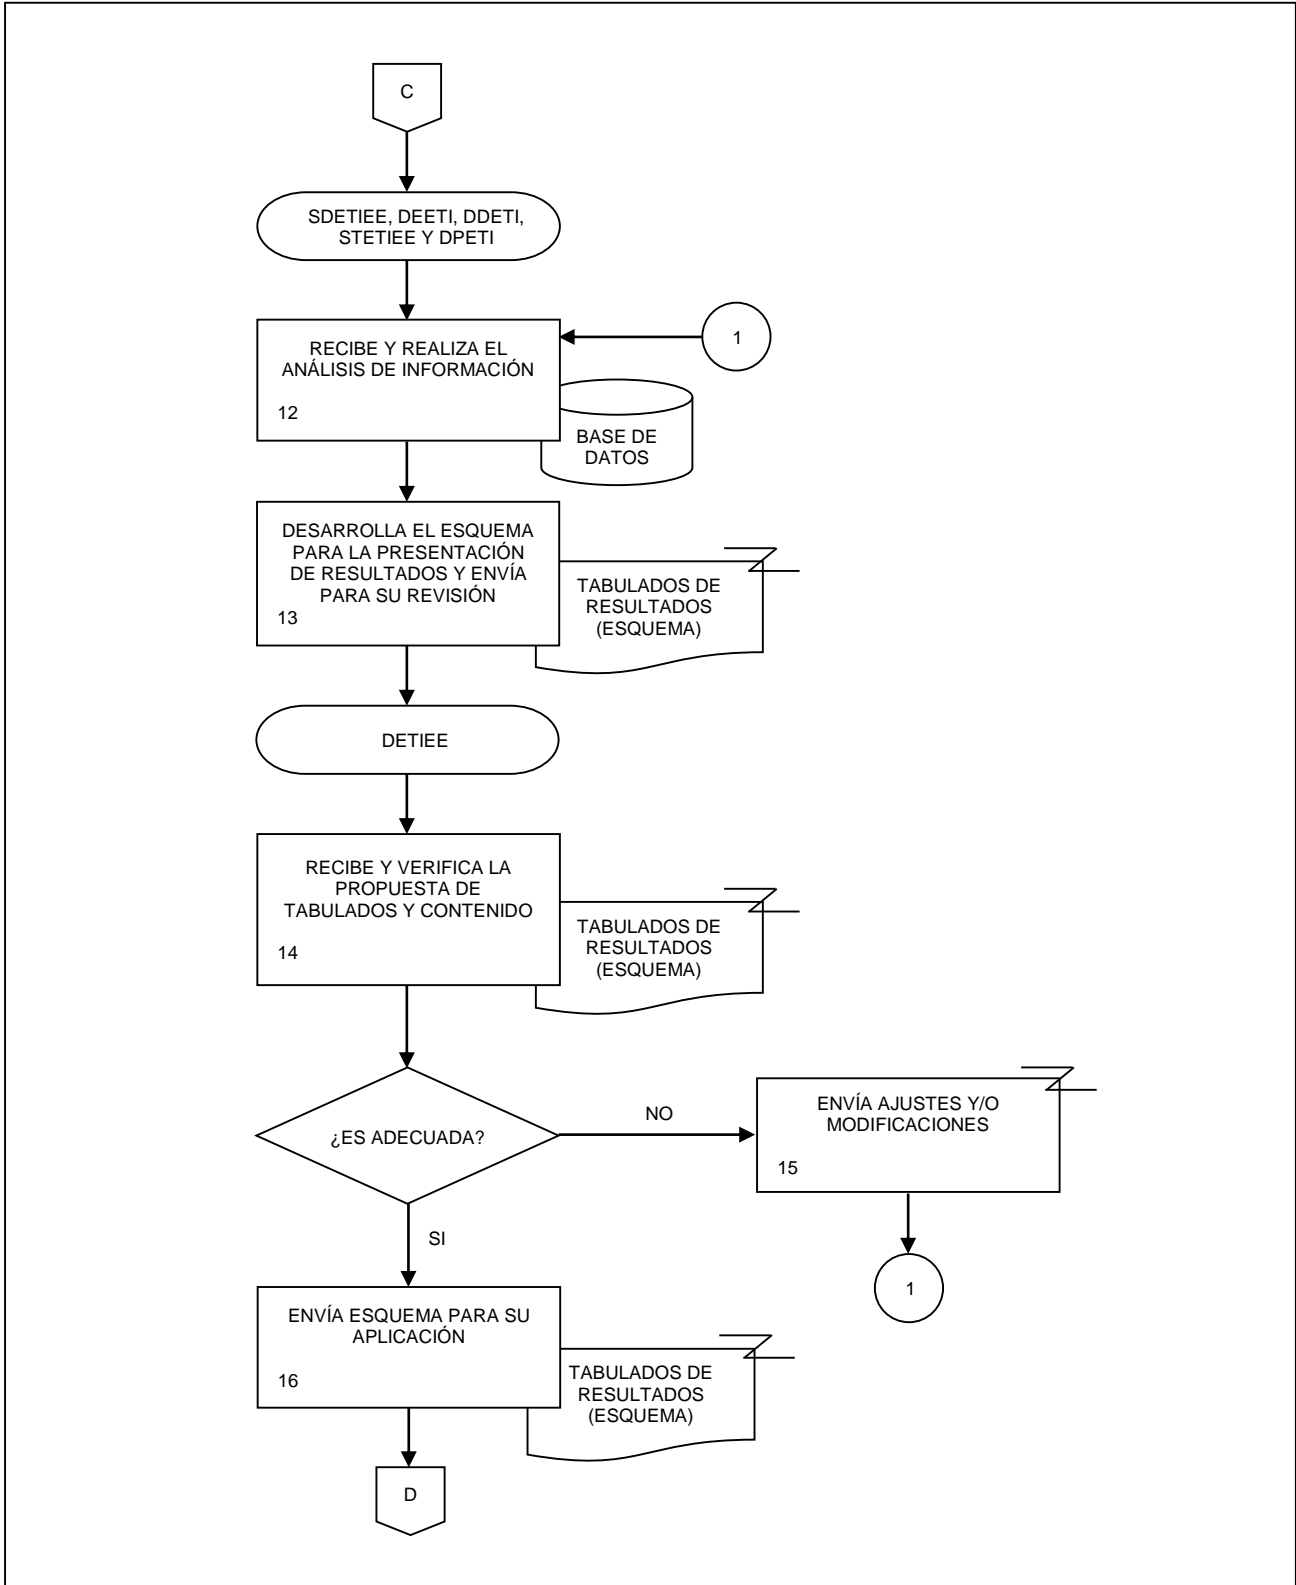 C
SDETIEE, DEETI, DDETI,
STETIEE Y DPETI
RECIBE Y REALIZA EL
ANÁLISIS DE INFORMACIÓN
12
1
BASE DE
DATOS
DESARROLLA EL ESQUEMA
PARA LA PRESENTACIÓN
DE RESULTADOS Y ENVÍA
PARA SU REVISIÓN
13
TABULADOS DE
RESULTADOS
(ESQUEMA)
DETIEE
RECIBE Y VERIFICA LA
PROPUESTA DE
TABULADOS Y CONTENIDO
14
TABULADOS DE
RESULTADOS
(ESQUEMA)
¿ES ADECUADA?
NO
ENVÍA AJUSTES Y/O
MODIFICACIONES
15
1
SI
ENVÍA ESQUEMA PARA SU
APLICACIÓN
16
TABULADOS DE
RESULTADOS
(ESQUEMA)
D